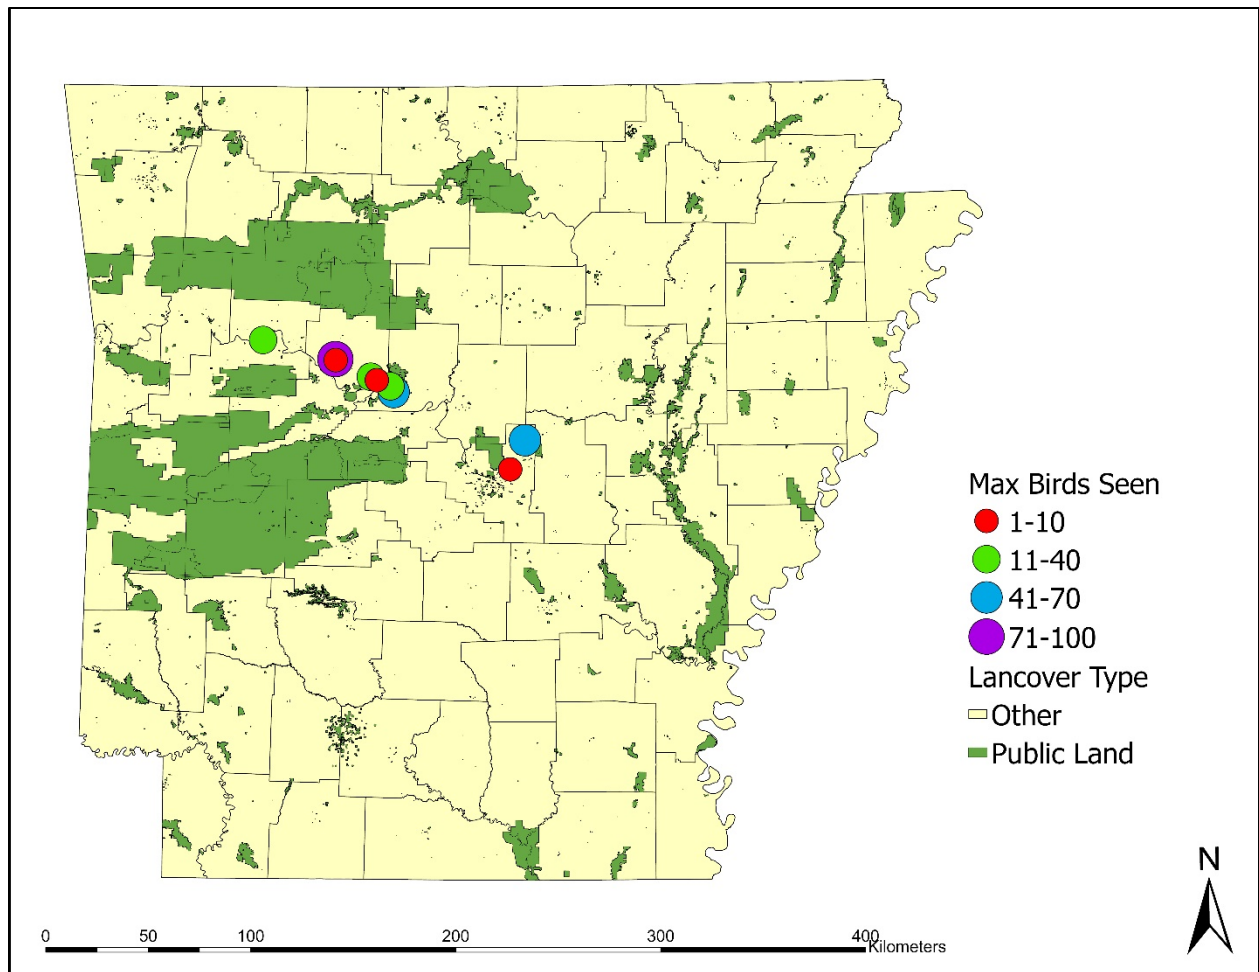 Max Birds Seen
1-10
11-40
41-70
71-100
Lancover Type
Other
Public Land
N
0 50 100 200 300 400
Kilometers